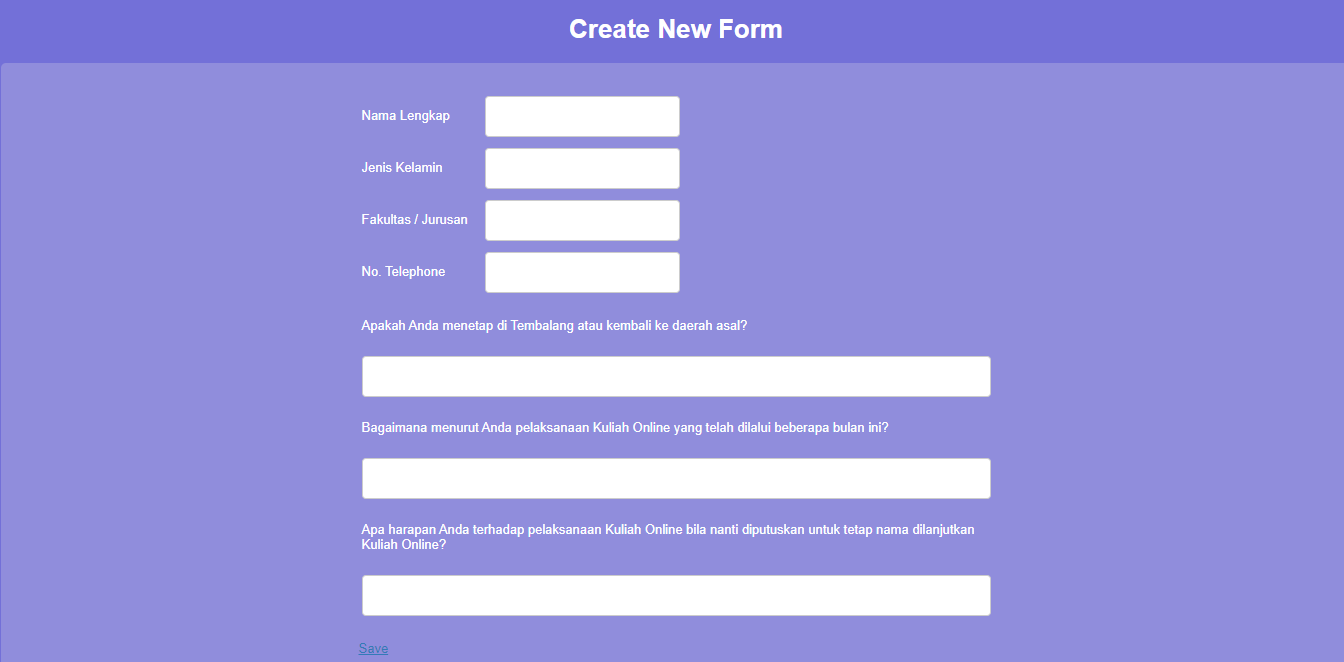 Create New Form
Nama Lengkap
Jenis Kelamin
Fakultas / Jurusan
No. Telephone
Apakah Anda menetap di Tembalang atau kembali ke daerah asal?
Bagaimana menurut Anda pelaksanaan Kuliah Online yang telah dilalui beberapa bulan ini?
Apa harapan Anda terhadap pelaksanaan Kuliah Online bila nanti diputuskan untuk tetap nama dilanjutkan
Kuliah Online?
Save